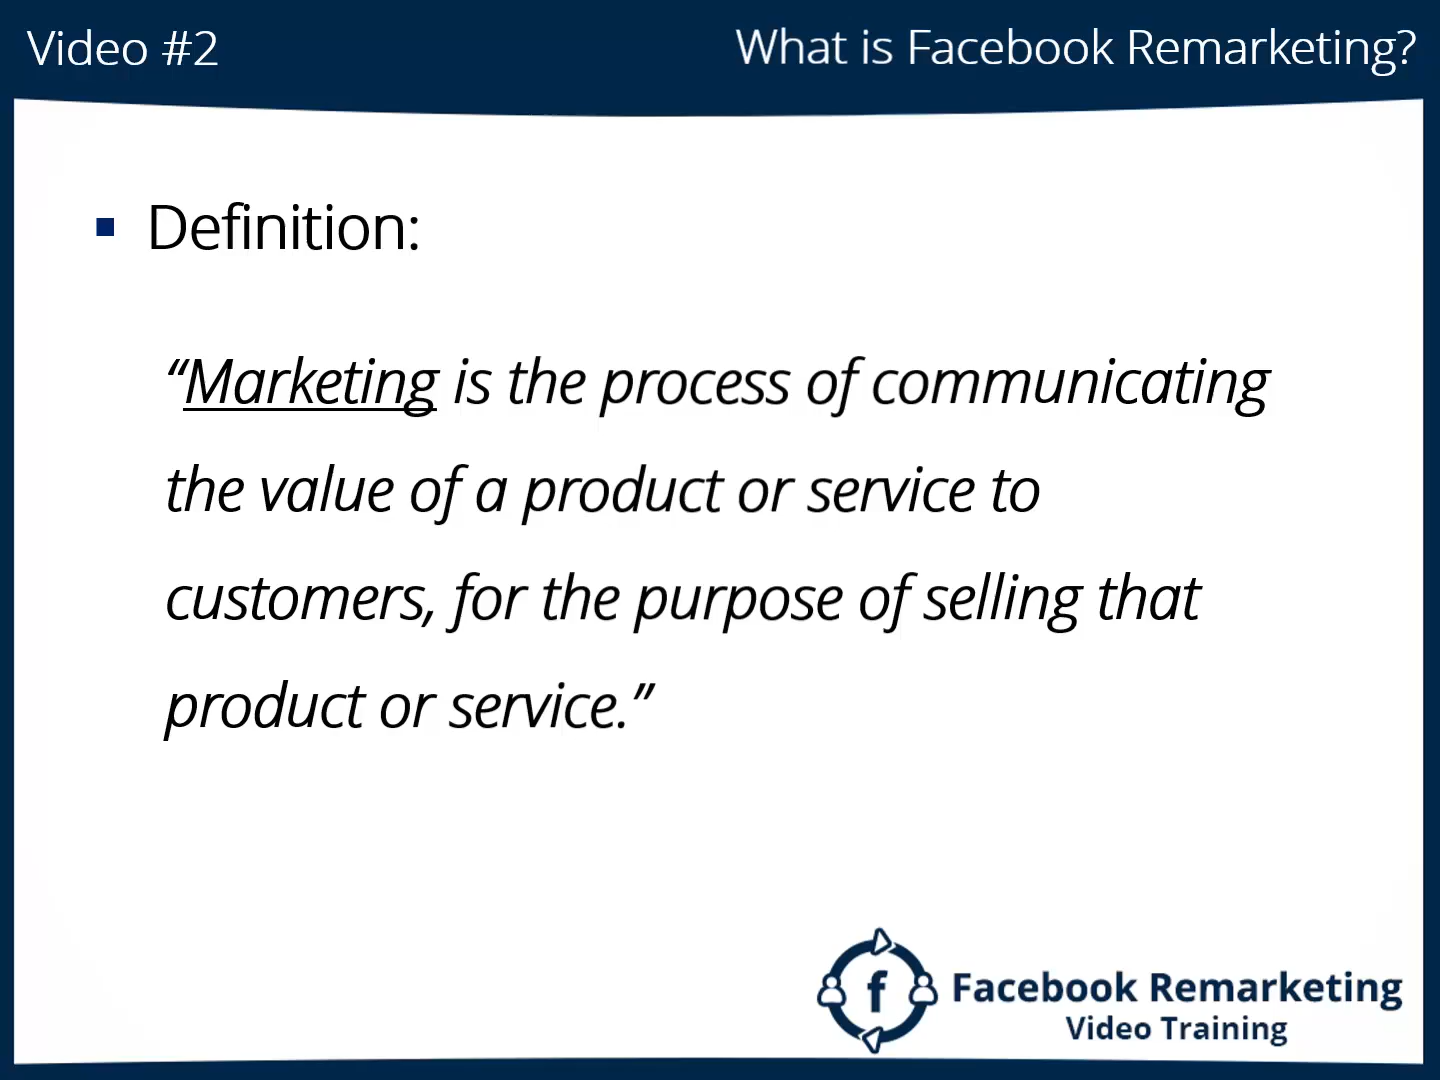 Video #2
What is Facebook Remarketing?
▪ Definition:
“Marketing is the process of communicating
the value of a product or service to
customers, for the purpose of selling that
product or service.”
f
Facebook Remarketing
Video Training